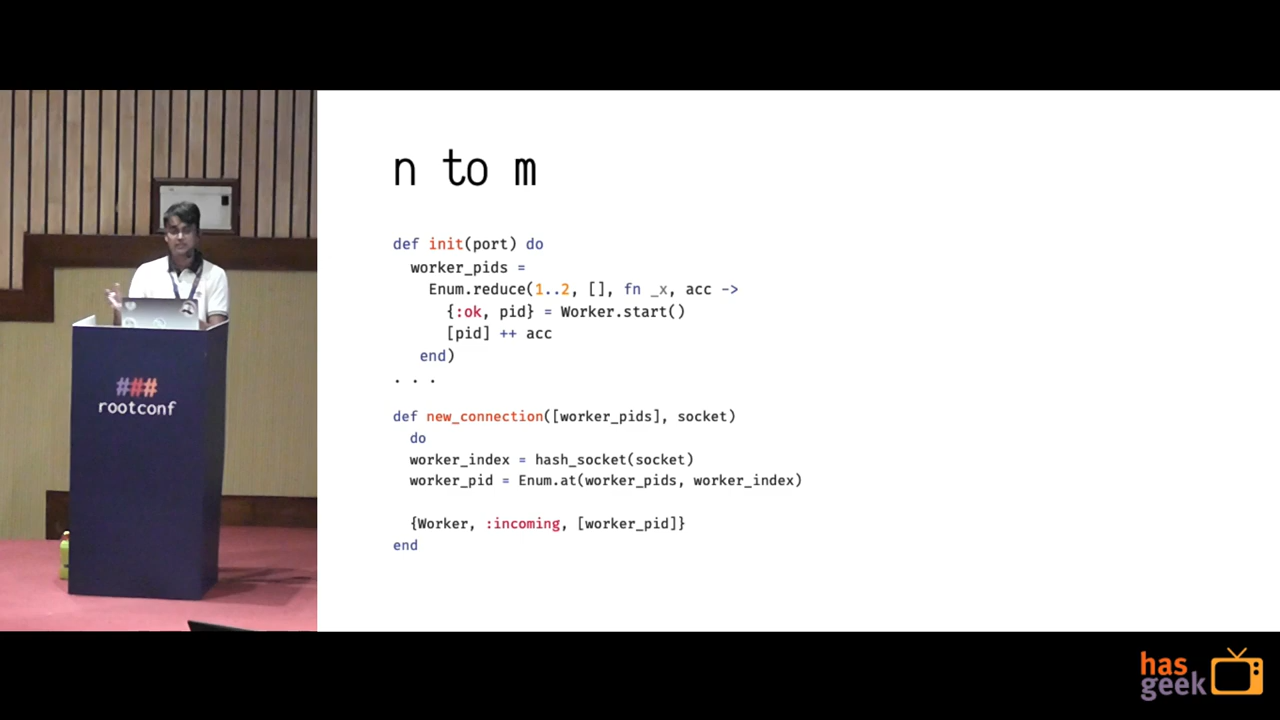 n to m
def init(port) do
worker_pids =
Enum.reduce(1..2, [], fn _x, acc ->
{:ok, pid} = Worker.start()
[pid] ++ acc
end)
. . .
def new_connection([worker_pids], socket)
do
worker_index = hash_socket(socket)
worker_pid = Enum.at(worker_pids, worker_index)
{Worker, :incoming, [worker_pid]}
end
###
rootconf
has
geek